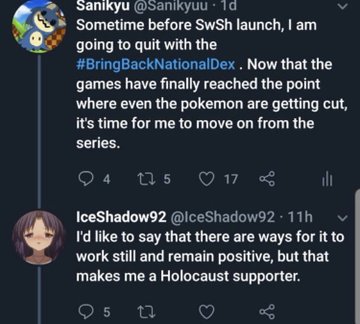 Sanikyu @Sanikyuu · 1d
Sometime before SwSh launch, I am
going to quit with the
#BringBackNationalDex . Now that the
games have finally reached the point
where even the pokemon are getting cut,
it's time for me to move on from the
series.
4 5 17
IceShadow92 @IceShadow92 · 11h
I'd like to say that there are ways for it to
work still and remain positive, but that
makes me a Holocaust supporter.
5